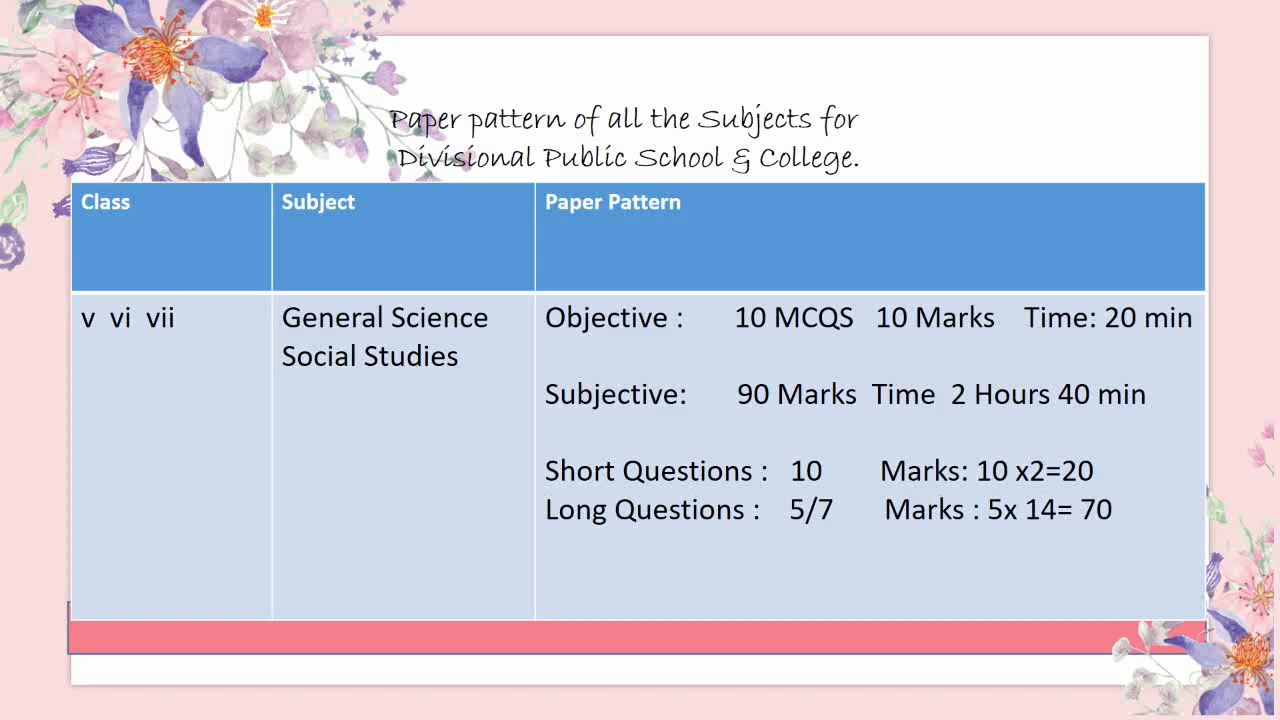 Paper pattern of all the Subjects for
Divisional Public School & College.
Class Subject Paper Pattern
v vi vii General Science Objective : 10 MCQS 10 Marks Time: 20 min
Social Studies
Subjective: 90 Marks Time 2 Hours 40 min
Short Questions : 10 Marks: 10 x2=20
Long Questions : 5/7 Marks : 5x 14= 70